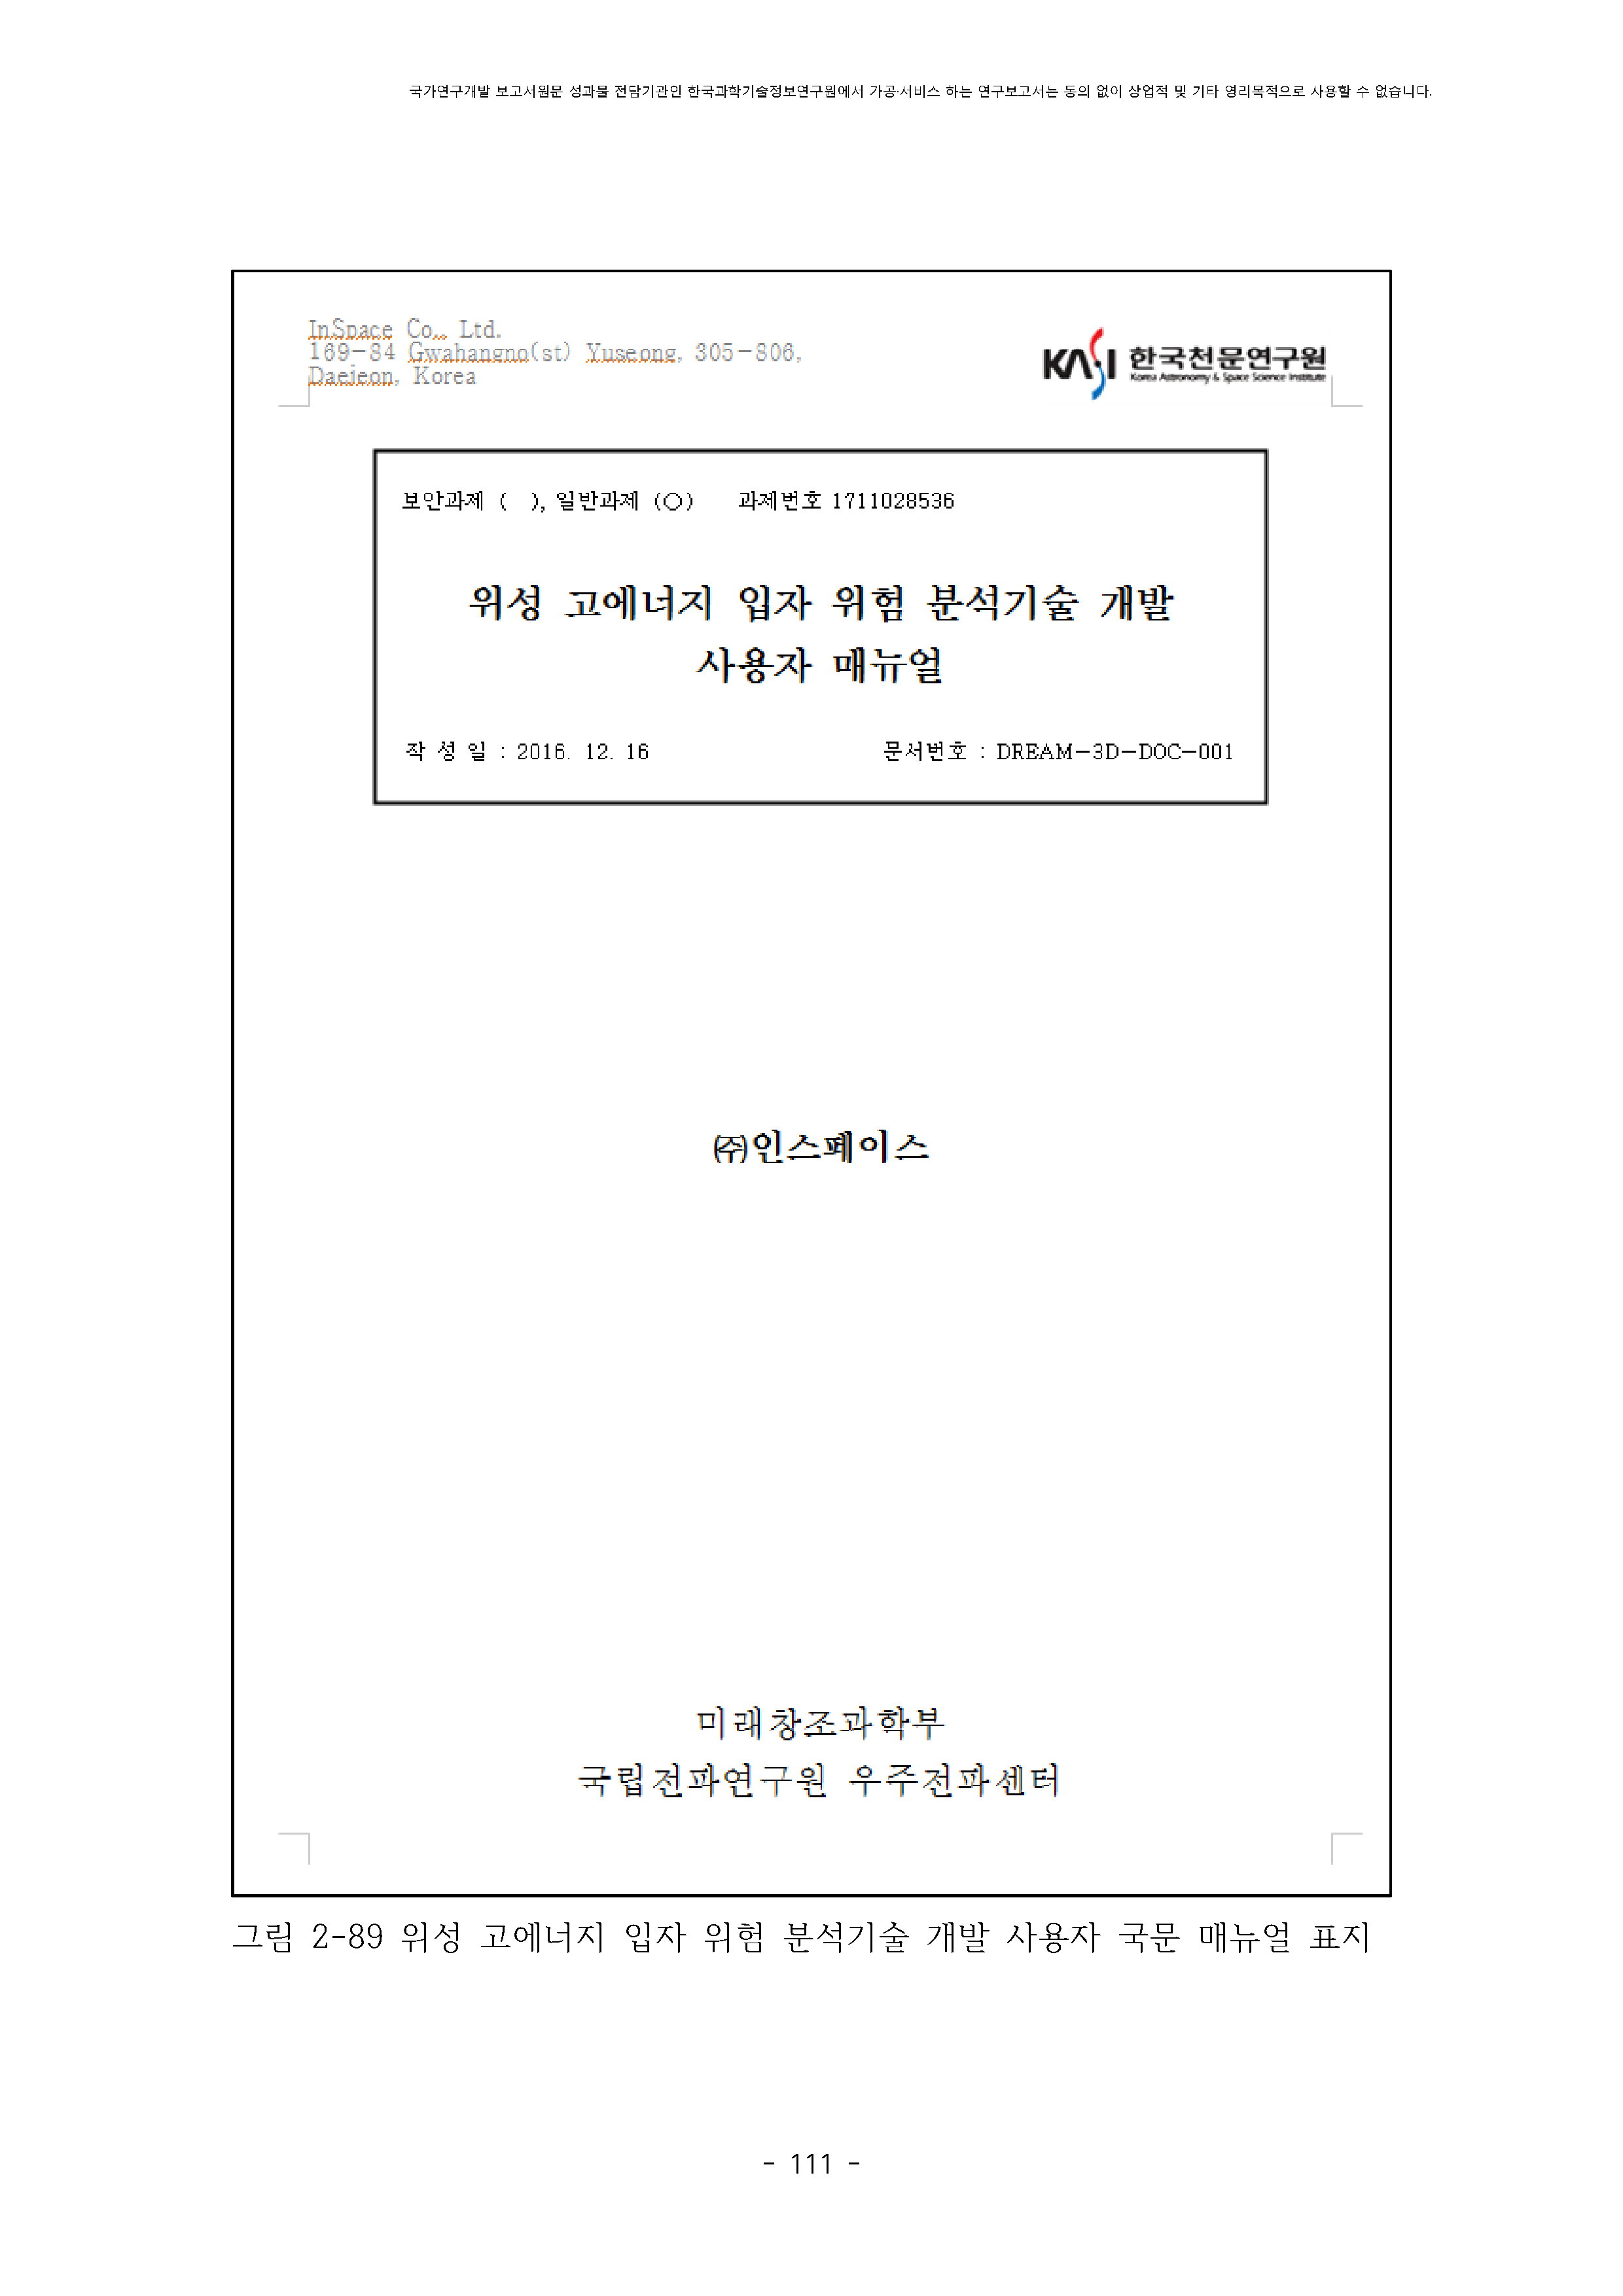 국가연구개발 보고서원문 성과물 전담기관인 한국과학기술정보연구원에서 가공·서비스 하는 연구보고서는 동의 없이 상업적 및 기타 영리목적으로 사용할 수 없습니다.
InSpace Co., Ltd.
169-84 Gwahangno(st) Yuseong, 305-806,
Daejeon, Korea
KASI 한국천문연구원
Korea Astronomy & Space Science Institute
보안과제 (  ), 일반과제 (○) 과제번호 1711028536
위성 고에너지 입자 위험 분석기술 개발
사용자 매뉴얼
작 성 일 : 2016. 12. 16 문서번호 : DREAM-3D-DOC-001
㈜인스페이스
미래창조과학부
국립전파연구원 우주전파센터
그림 2-89 위성 고에너지 입자 위험 분석기술 개발 사용자 국문 매뉴얼 표지
- 111 -